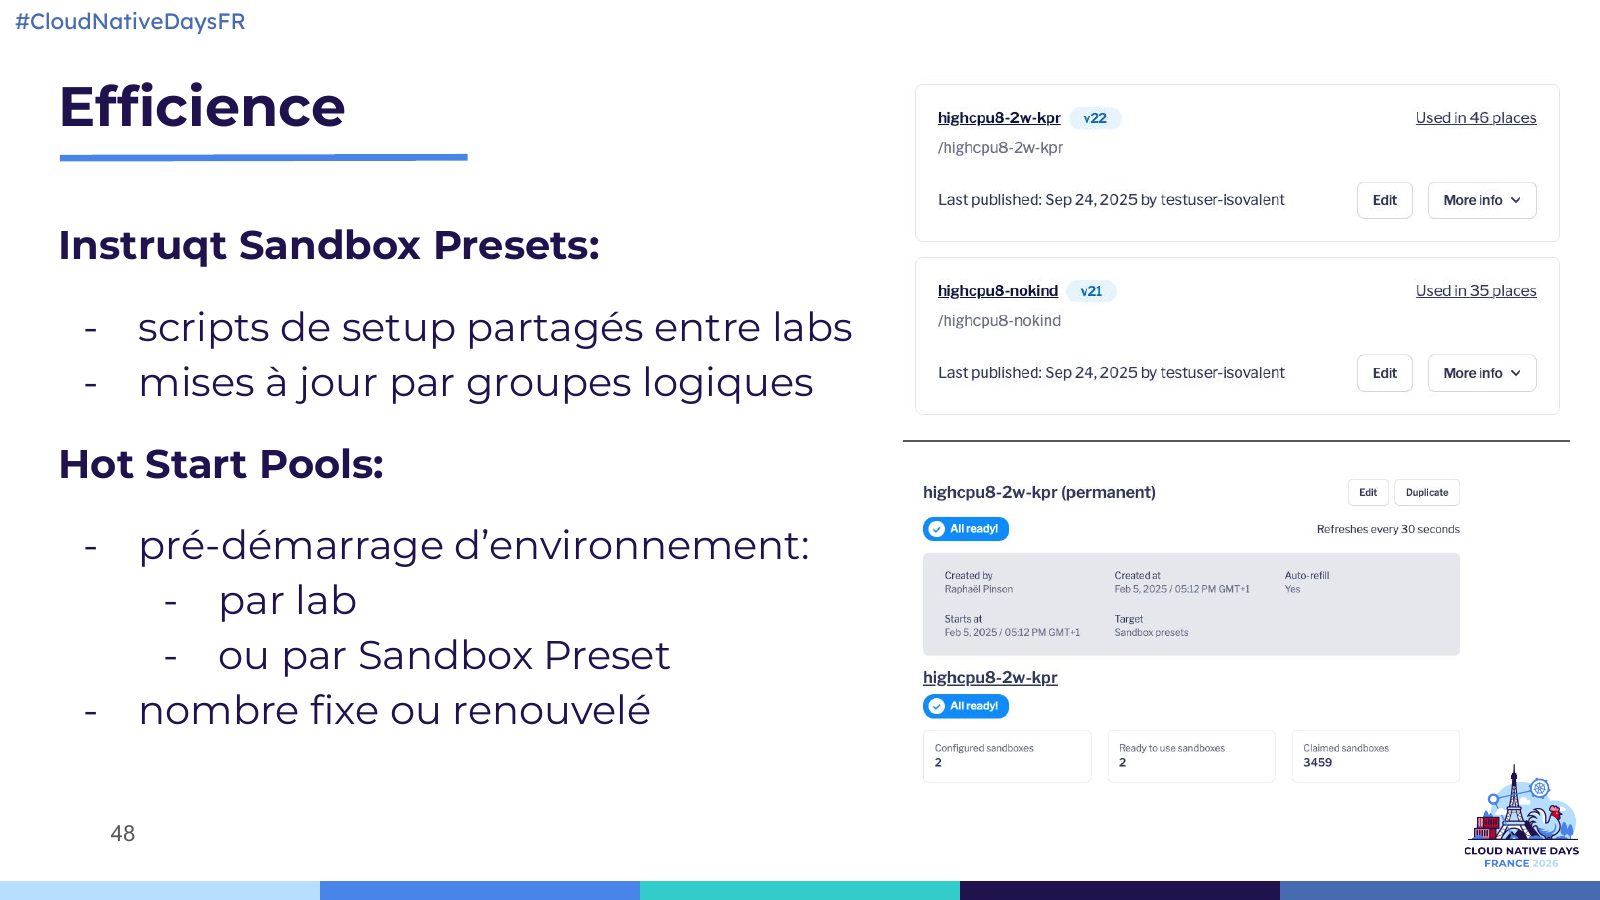 #CloudNativeDaysFR
Efficience
Instruqt Sandbox Presets:
- scripts de setup partagés entre labs
- mises à jour par groupes logiques
Hot Start Pools:
- pré-démarrage d’environnement:
- par lab
- ou par Sandbox Preset
- nombre fixe ou renouvelé
48
highcpu8-2w-kpr v22 Used in 46 places
/highcpu8-2w-kpr
Last published: Sep 24, 2025 by testuser-isovalent Edit More info
highcpu8-nokind v21 Used in 35 places
/highcpu8-nokind
Last published: Sep 24, 2025 by testuser-isovalent Edit More info
highcpu8-2w-kpr (permanent) Edit Duplicate
All ready! Refreshes every 30 seconds
Created by Created at Auto-refill
Raphaël Pinson Feb 5, 2025 / 05:12 PM GMT+1 Yes
Starts at Target
Feb 5, 2025 / 05:12 PM GMT+1 Sandbox presets
highcpu8-2w-kpr
All ready!
Configured sandboxes Ready to use sandboxes Claimed sandboxes
2 2 3459
CLOUD NATIVE DAYS
FRANCE 2026